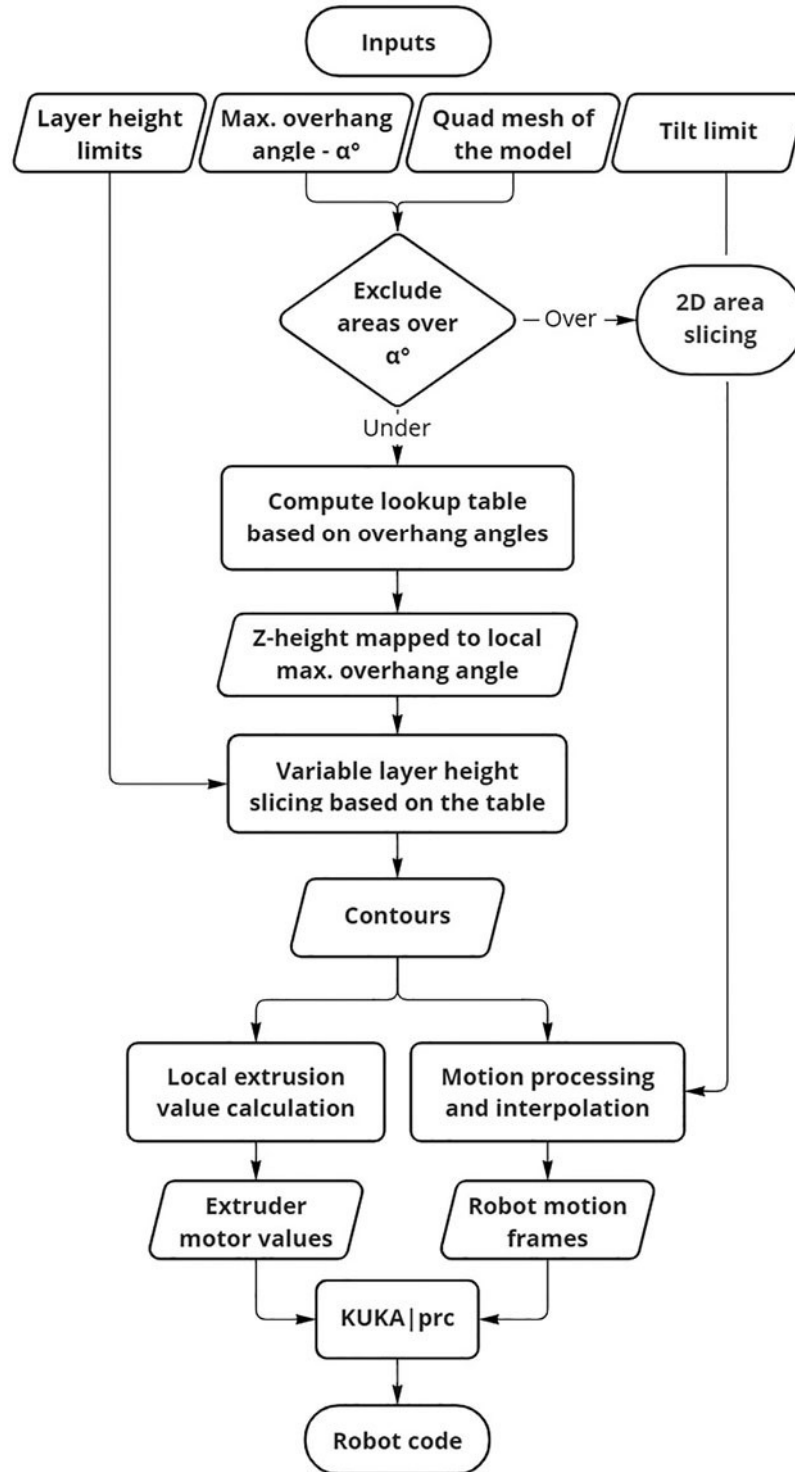 Inputs
Layer height
limits
Max. overhang
angle - α°
Quad mesh of
the model
Tilt limit
Exclude
areas over
α°
Over
2D area
slicing
Under
Compute lookup table
based on overhang angles
Z-height mapped to local
max. overhang angle
Variable layer height
slicing based on the table
Contours
Local extrusion
value calculation
Motion processing
and interpolation
Extruder
motor values
Robot motion
frames
KUKA|prc
Robot code